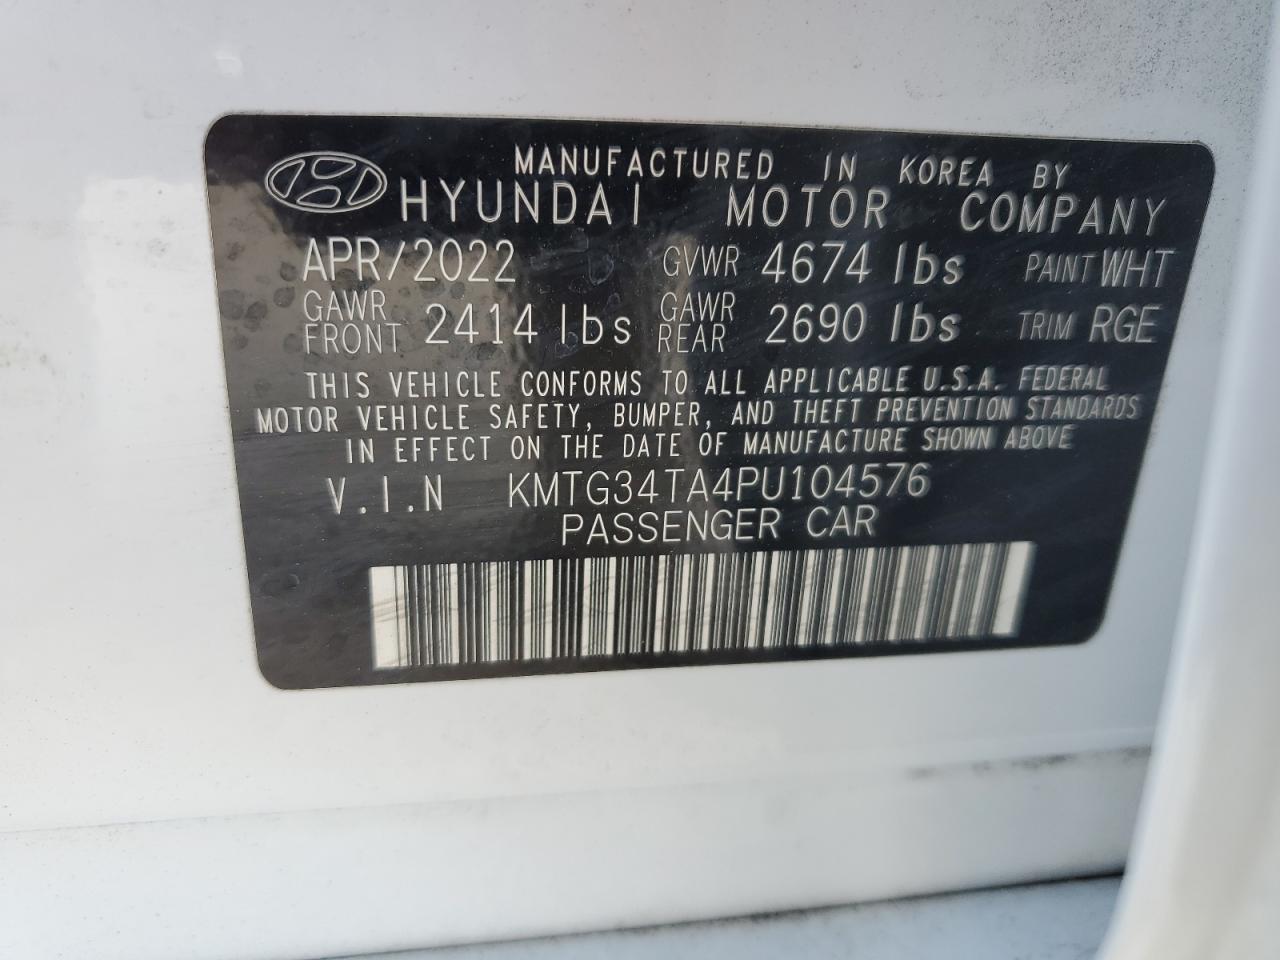 MANUFACTURED IN KOREA BY
HYUNDAI MOTOR COMPANY
APR/2022 GVWR 4674 lbs PAINT WHT
GAWR FRONT 2414 lbs GAWR REAR 2690 lbs TRIM RGE
THIS VEHICLE CONFORMS TO ALL APPLICABLE U.S.A. FEDERAL
MOTOR VEHICLE SAFETY, BUMPER, AND THEFT PREVENTION STANDARDS
IN EFFECT ON THE DATE OF MANUFACTURE SHOWN ABOVE
V.I.N KMTG34TA4PU104576
PASSENGER CAR